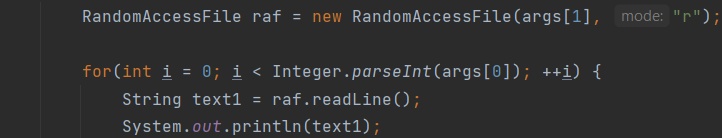 RandomAccessFile raf = new RandomAccessFile(args[1], mode: "r");
for(int i = 0; i < Integer.parseInt(args[0]); ++i) {
String text1 = raf.readLine();
System.out.println(text1);